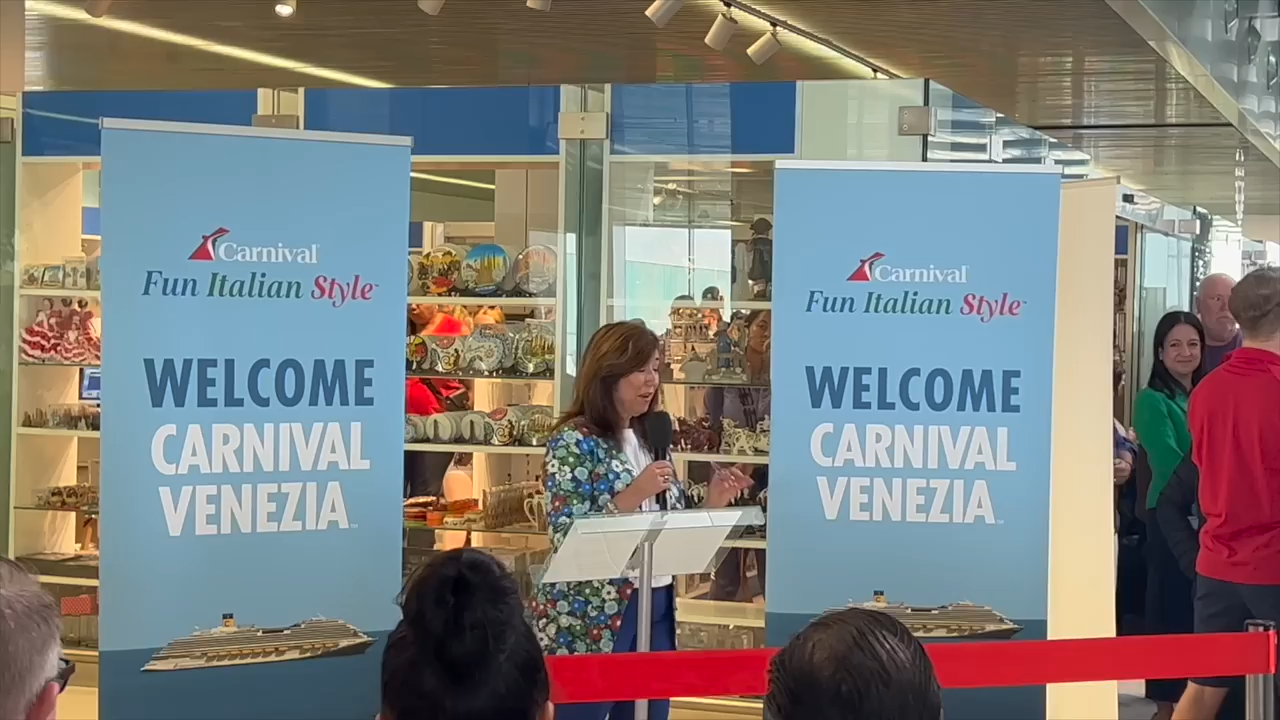 Carnival
Fun Italian Style
WELCOME
CARNIVAL
VENEZIA
Carnival
Fun Italian Style
WELCOME
CARNIVAL
VENEZIA